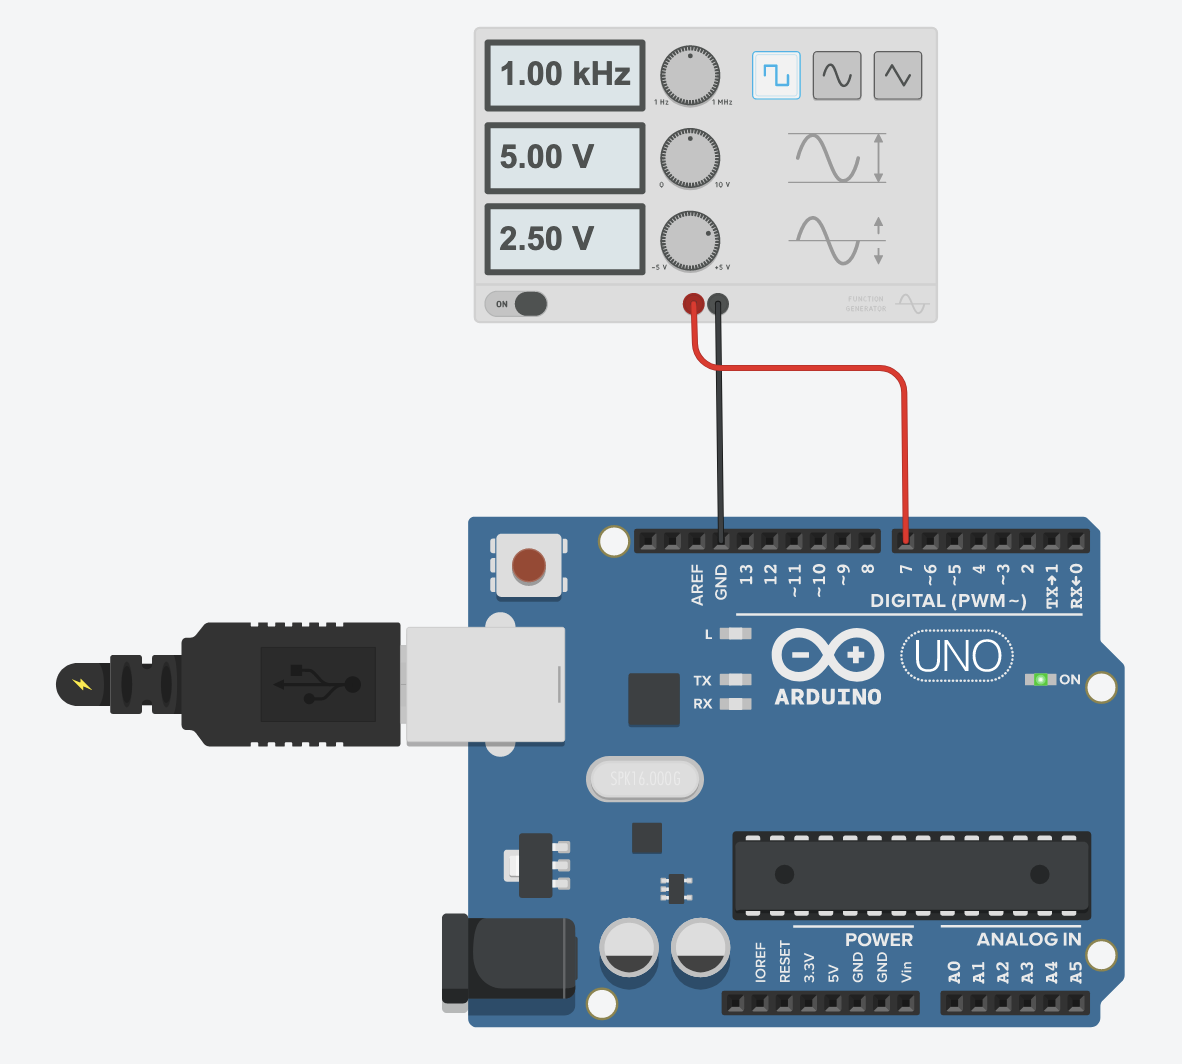 1.00 kHz
1 Hz
1 MHz
5.00 V
0
10 V
2.50 V
-5 V
+5 V
ON
FUNCTION
GENERATOR
AREF
GND
13
12
~11
~10
~9
8
7
~6
~5
4
~3
2
TX→1
RX←0
DIGITAL (PWM~)
L
TX
RX
UNO
ARDUINO
ON
SPK16.000G
POWER
ANALOG IN
IOREF
RESET
3.3V
5V
GND
GND
Vin
A0
A1
A2
A3
A4
A5